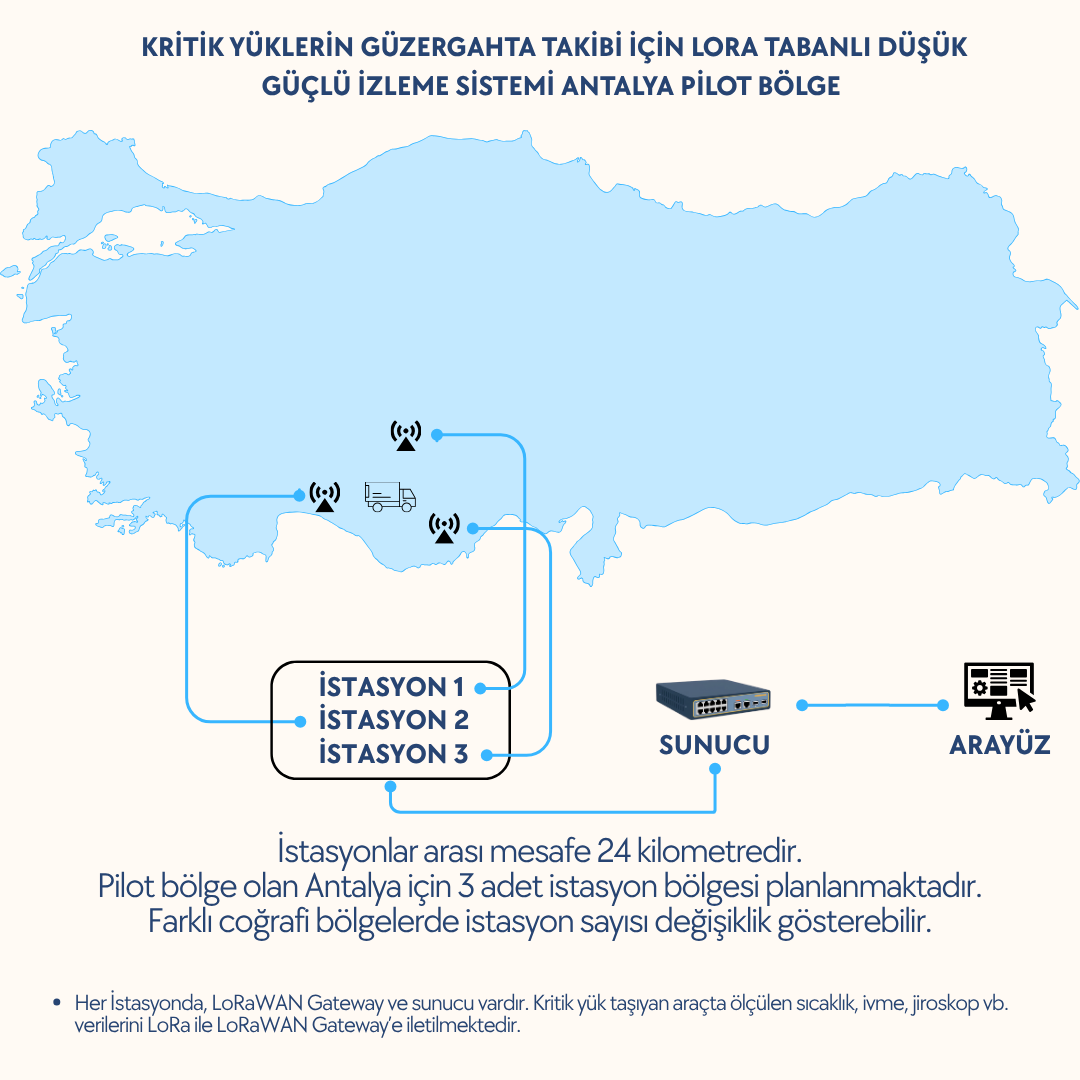 KRİTİK YÜKLERİN GÜZERGAHTA TAKİBİ İÇİN LORA TABANLI DÜŞÜK
GÜÇLÜ İZLEME SİSTEMİ ANTALYA PİLOT BÖLGE
İSTASYON 1
İSTASYON 2
İSTASYON 3
SUNUCU
ARAYÜZ
İstasyonlar arası mesafe 24 kilometredir.
Pilot bölge olan Antalya için 3 adet istasyon bölgesi planlanmaktadır.
Farklı coğrafi bölgelerde istasyon sayısı değişiklik gösterebilir.
• Her İstasyonda, LoRaWAN Gateway ve sunucu vardır. Kritik yük taşıyan araçta ölçülen sıcaklık, ivme, jiroskop vb.
verilerini LoRa ile LoRaWAN Gateway'e iletilmektedir.